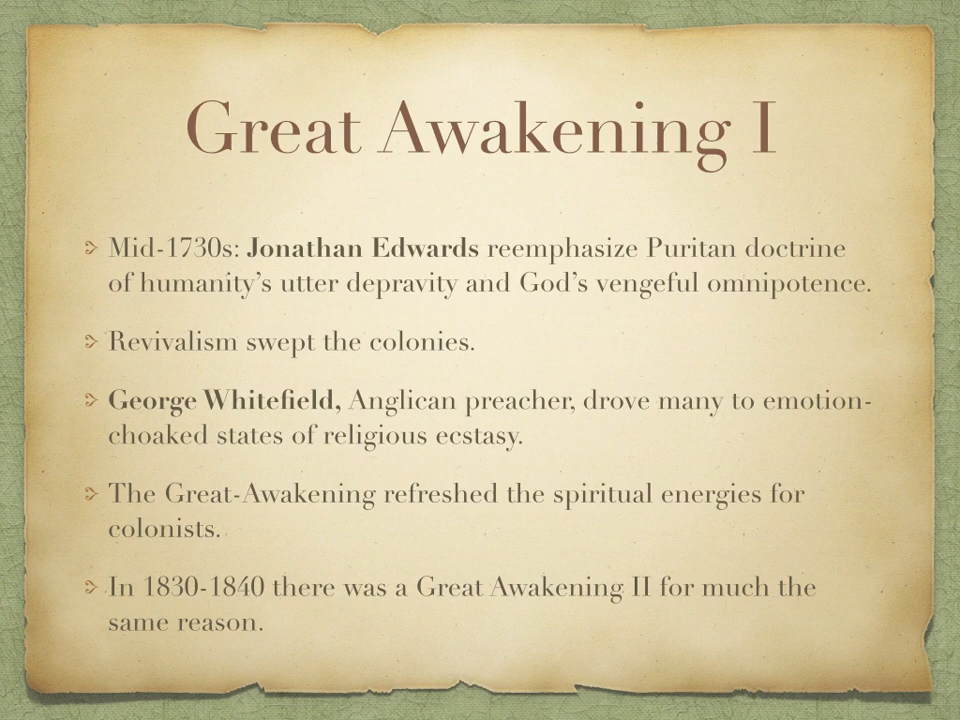 Great Awakening I
Mid-1730s: Jonathan Edwards reemphasize Puritan doctrine
of humanity’s utter depravity and God’s vengeful omnipotence.
Revivalism swept the colonies.
George Whitefield, Anglican preacher, drove many to emotion-
choaked states of religious ecstasy.
The Great-Awakening refreshed the spiritual energies for
colonists.
In 1830-1840 there was a Great Awakening II for much the
same reason.